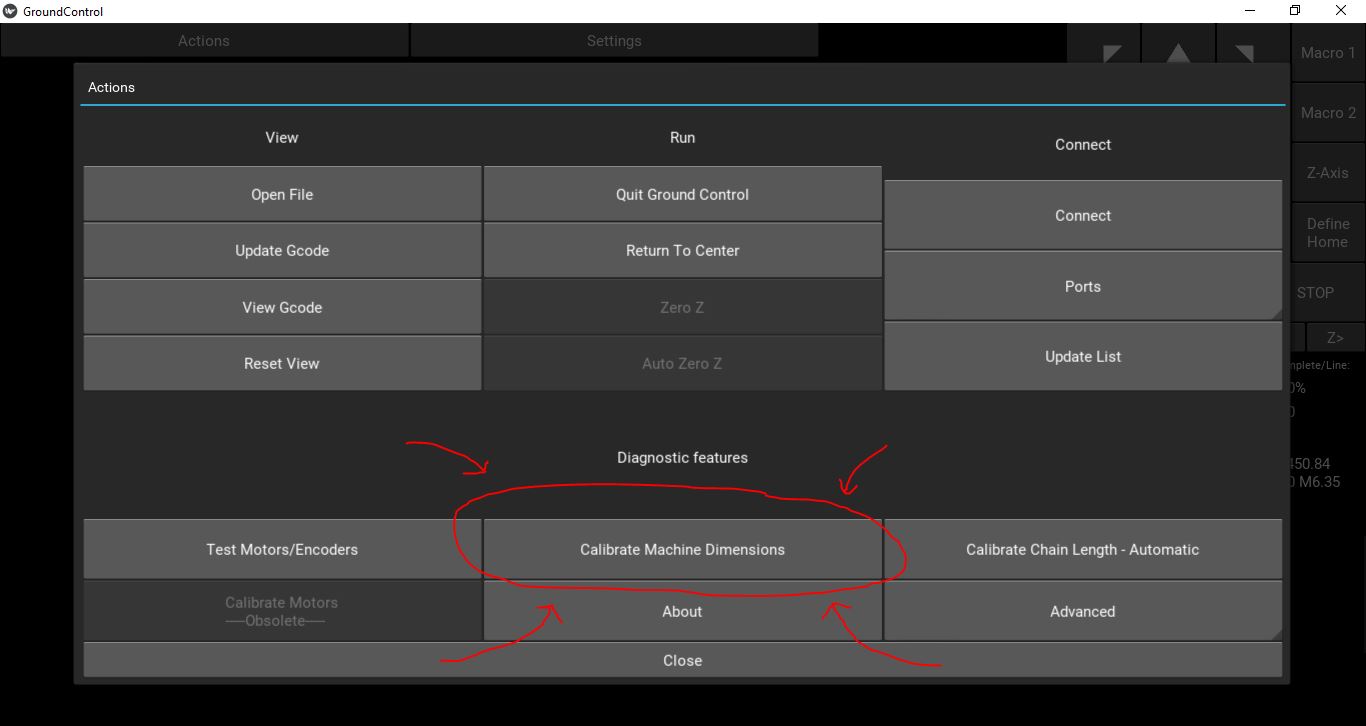 GroundControl
Actions
Settings
Macro 1
Macro 2
Z-Axis
Define
Home
STOP
Z>
mplete/Line:
0%
0
450.84
0 M6.35
Actions
View
Run
Connect
Open File
Quit Ground Control
Connect
Update Gcode
Return To Center
Ports
View Gcode
Zero Z
Update List
Reset View
Auto Zero Z
Diagnostic features
Test Motors/Encoders
Calibrate Machine Dimensions
Calibrate Chain Length - Automatic
Calibrate Motors
----Obsolete----
About
Advanced
Close